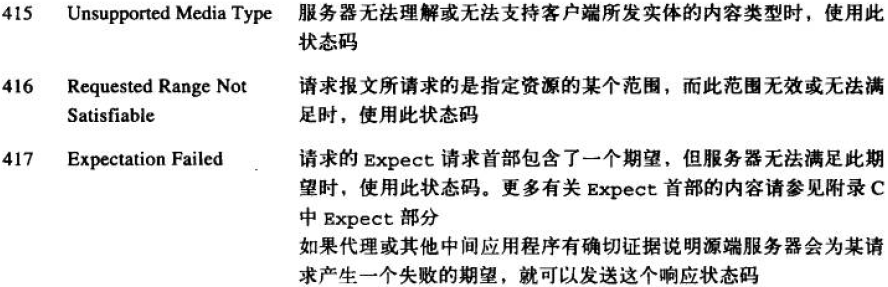 415 Unsupported Media Type 服务器无法理解或无法支持客户端所发实体的内容类型时，使用此
状态码
416 Requested Range Not 请求报文所请求的是指定资源的某个范围，而此范围无效或无法满
Satisfiable 足时，使用此状态码
417 Expectation Failed 请求的 Expect 请求首部包含了一个期望，但服务器无法满足此期
望时，使用此状态码。更多有关 Expect 首部的内容请参见附录 C
中 Expect 部分
如果代理或其他中间应用程序有确切证据说明源端服务器会为某请
求产生一个失败的期望，就可以发送这个响应状态码